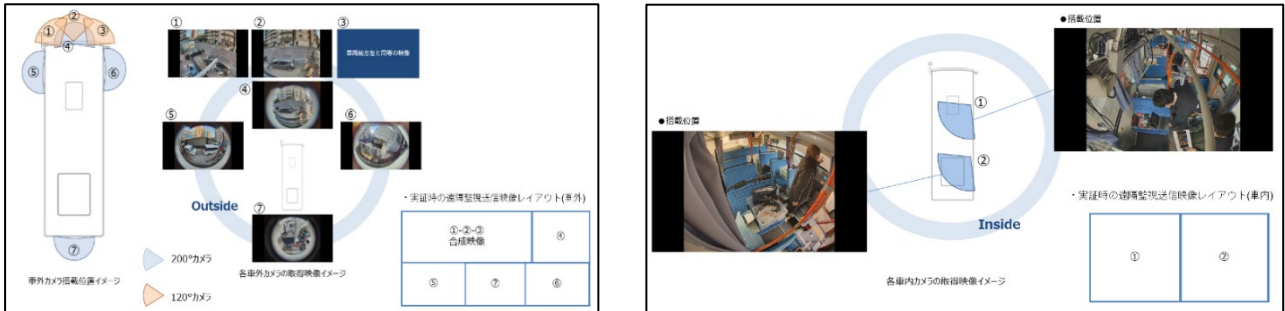 ①
②
③
④
⑤
⑥
⑦
車外カメラ搭載位置イメージ
200°カメラ
120°カメラ
①
②
③
車両前方左と同等の映像
④
⑤
⑥
Outside
⑦
各車外カメラの取得映像イメージ
・実証時の遠隔監視送信映像レイアウト(車外)
①-②-③
合成映像
④
⑤
⑦
⑥
●搭載位置
●搭載位置
①
②
Inside
各車内カメラの取得映像イメージ
・実証時の遠隔監視送信映像レイアウト(車内)
①
②